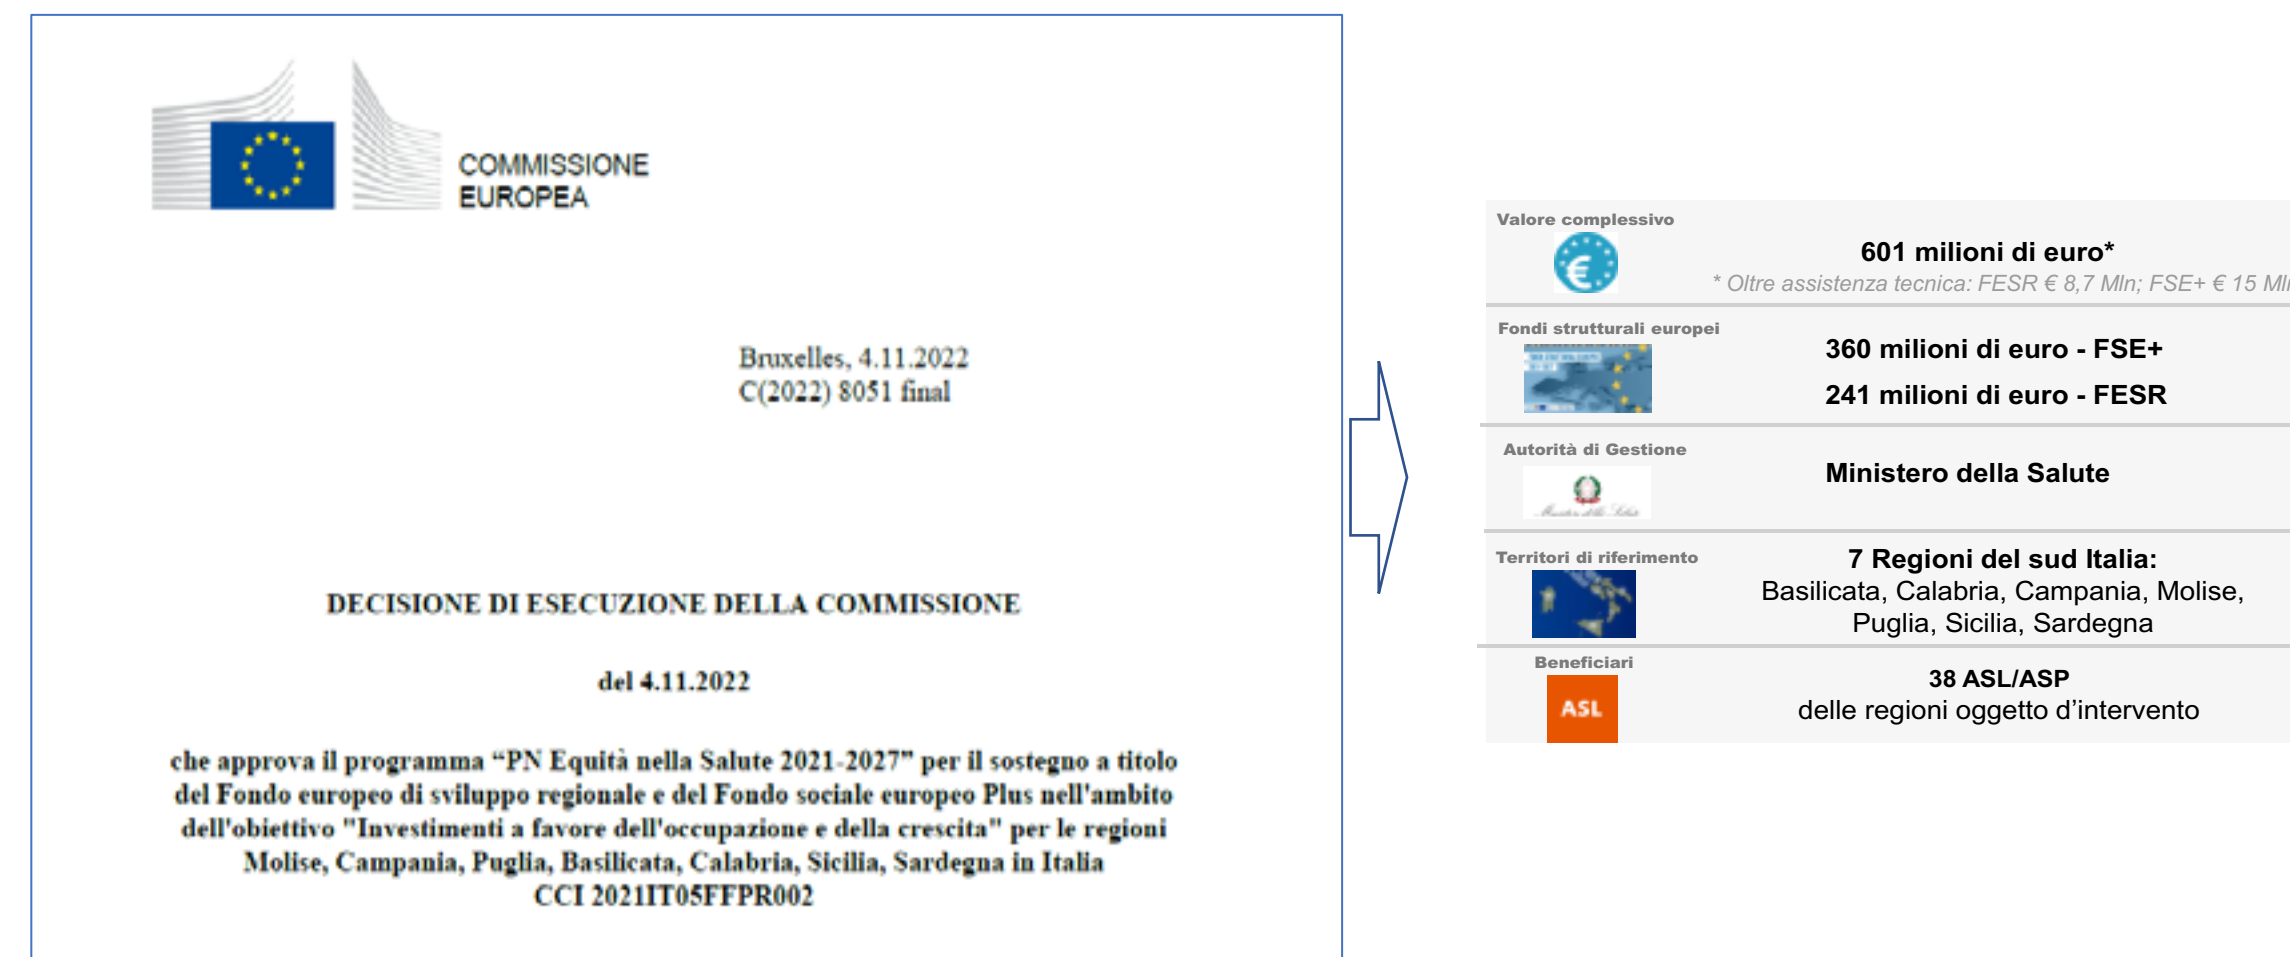 COMMISSIONE
EUROPEA
Bruxelles, 4.11.2022
C(2022) 8051 final
DECISIONE DI ESECUZIONE DELLA COMMISSIONE
del 4.11.2022
che approva il programma “PN Equità nella Salute 2021-2027” per il sostegno a titolo
del Fondo europeo di sviluppo regionale e del Fondo sociale europeo Plus nell'ambito
dell'obiettivo "Investimenti a favore dell'occupazione e della crescita" per le regioni
Molise, Campania, Puglia, Basilicata, Calabria, Sicilia, Sardegna in Italia
CCI 2021IT05FFPR002
Valore complessivo
601 milioni di euro*
* Oltre assistenza tecnica: FESR € 8,7 Mln; FSE+ € 15 Mln
Fondi strutturali europei
360 milioni di euro - FSE+
241 milioni di euro - FESR
Autorità di Gestione
Ministero della Salute
Ministero della Salute
Territori di riferimento
7 Regioni del sud Italia:
Basilicata, Calabria, Campania, Molise,
Puglia, Sicilia, Sardegna
Beneficiari
ASL
38 ASL/ASP
delle regioni oggetto d’intervento